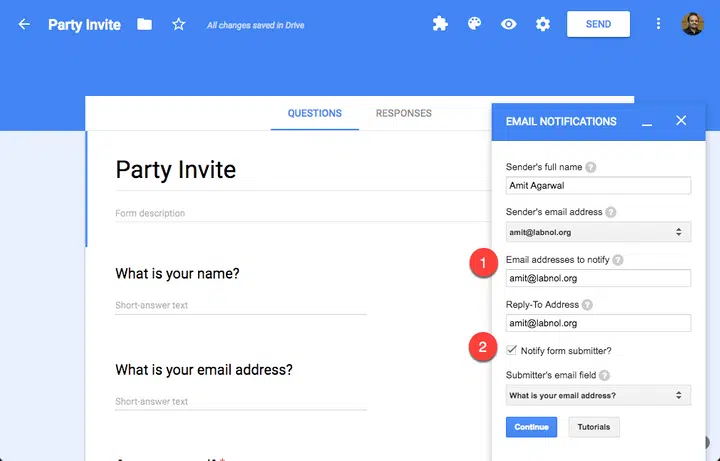 Party Invite
All changes saved in Drive
SEND
QUESTIONS
RESPONSES
Party Invite
Form description
What is your name?
Short-answer text
What is your email address?
Short-answer text
EMAIL NOTIFICATIONS
Sender's full name ?
Amit Agarwal
Sender's email address ?
amit@labnol.org
1
Email addresses to notify ?
amit@labnol.org
Reply-To Address ?
amit@labnol.org
2
Notify form submitter?
Submitter's email field ?
What is your email address?
Continue
Tutorials